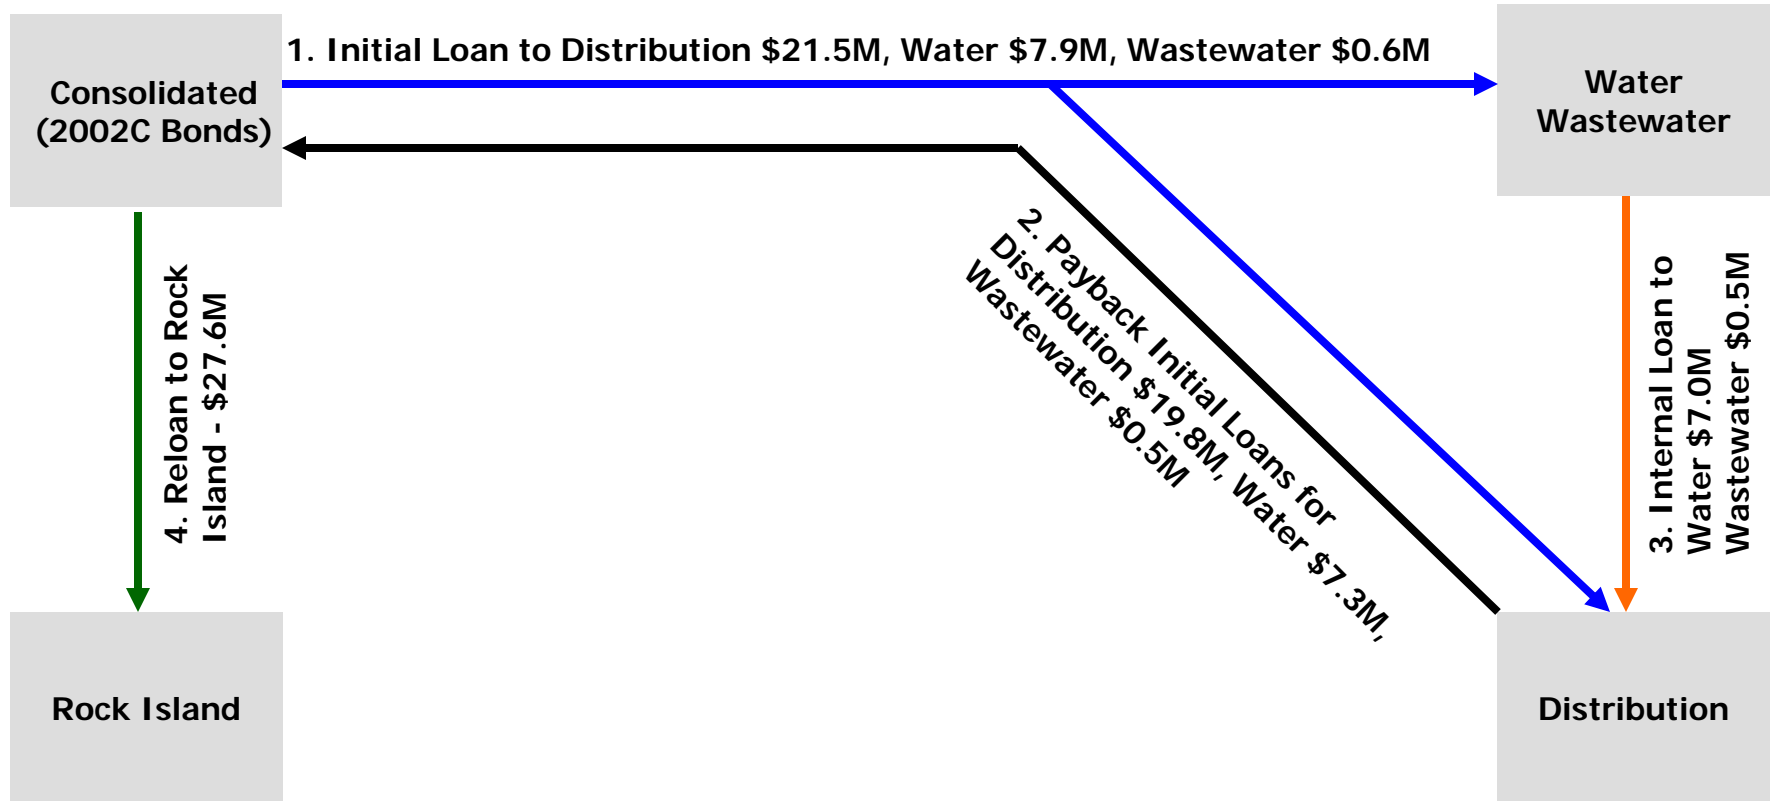 1. Initial Loan to Distribution $21.5M, Water $7.9M, Wastewater $0.6M
Consolidated
(2002C Bonds)
Water
Wastewater
2. Payback Initial Loans for
Distribution $19.8M, Water $7.3M,
Wastewater $0.5M
3. Internal Loan to
Water $7.0M
Wastewater $0.5M
4. Reloan to Rock
Island - $27.6M
Rock Island
Distribution